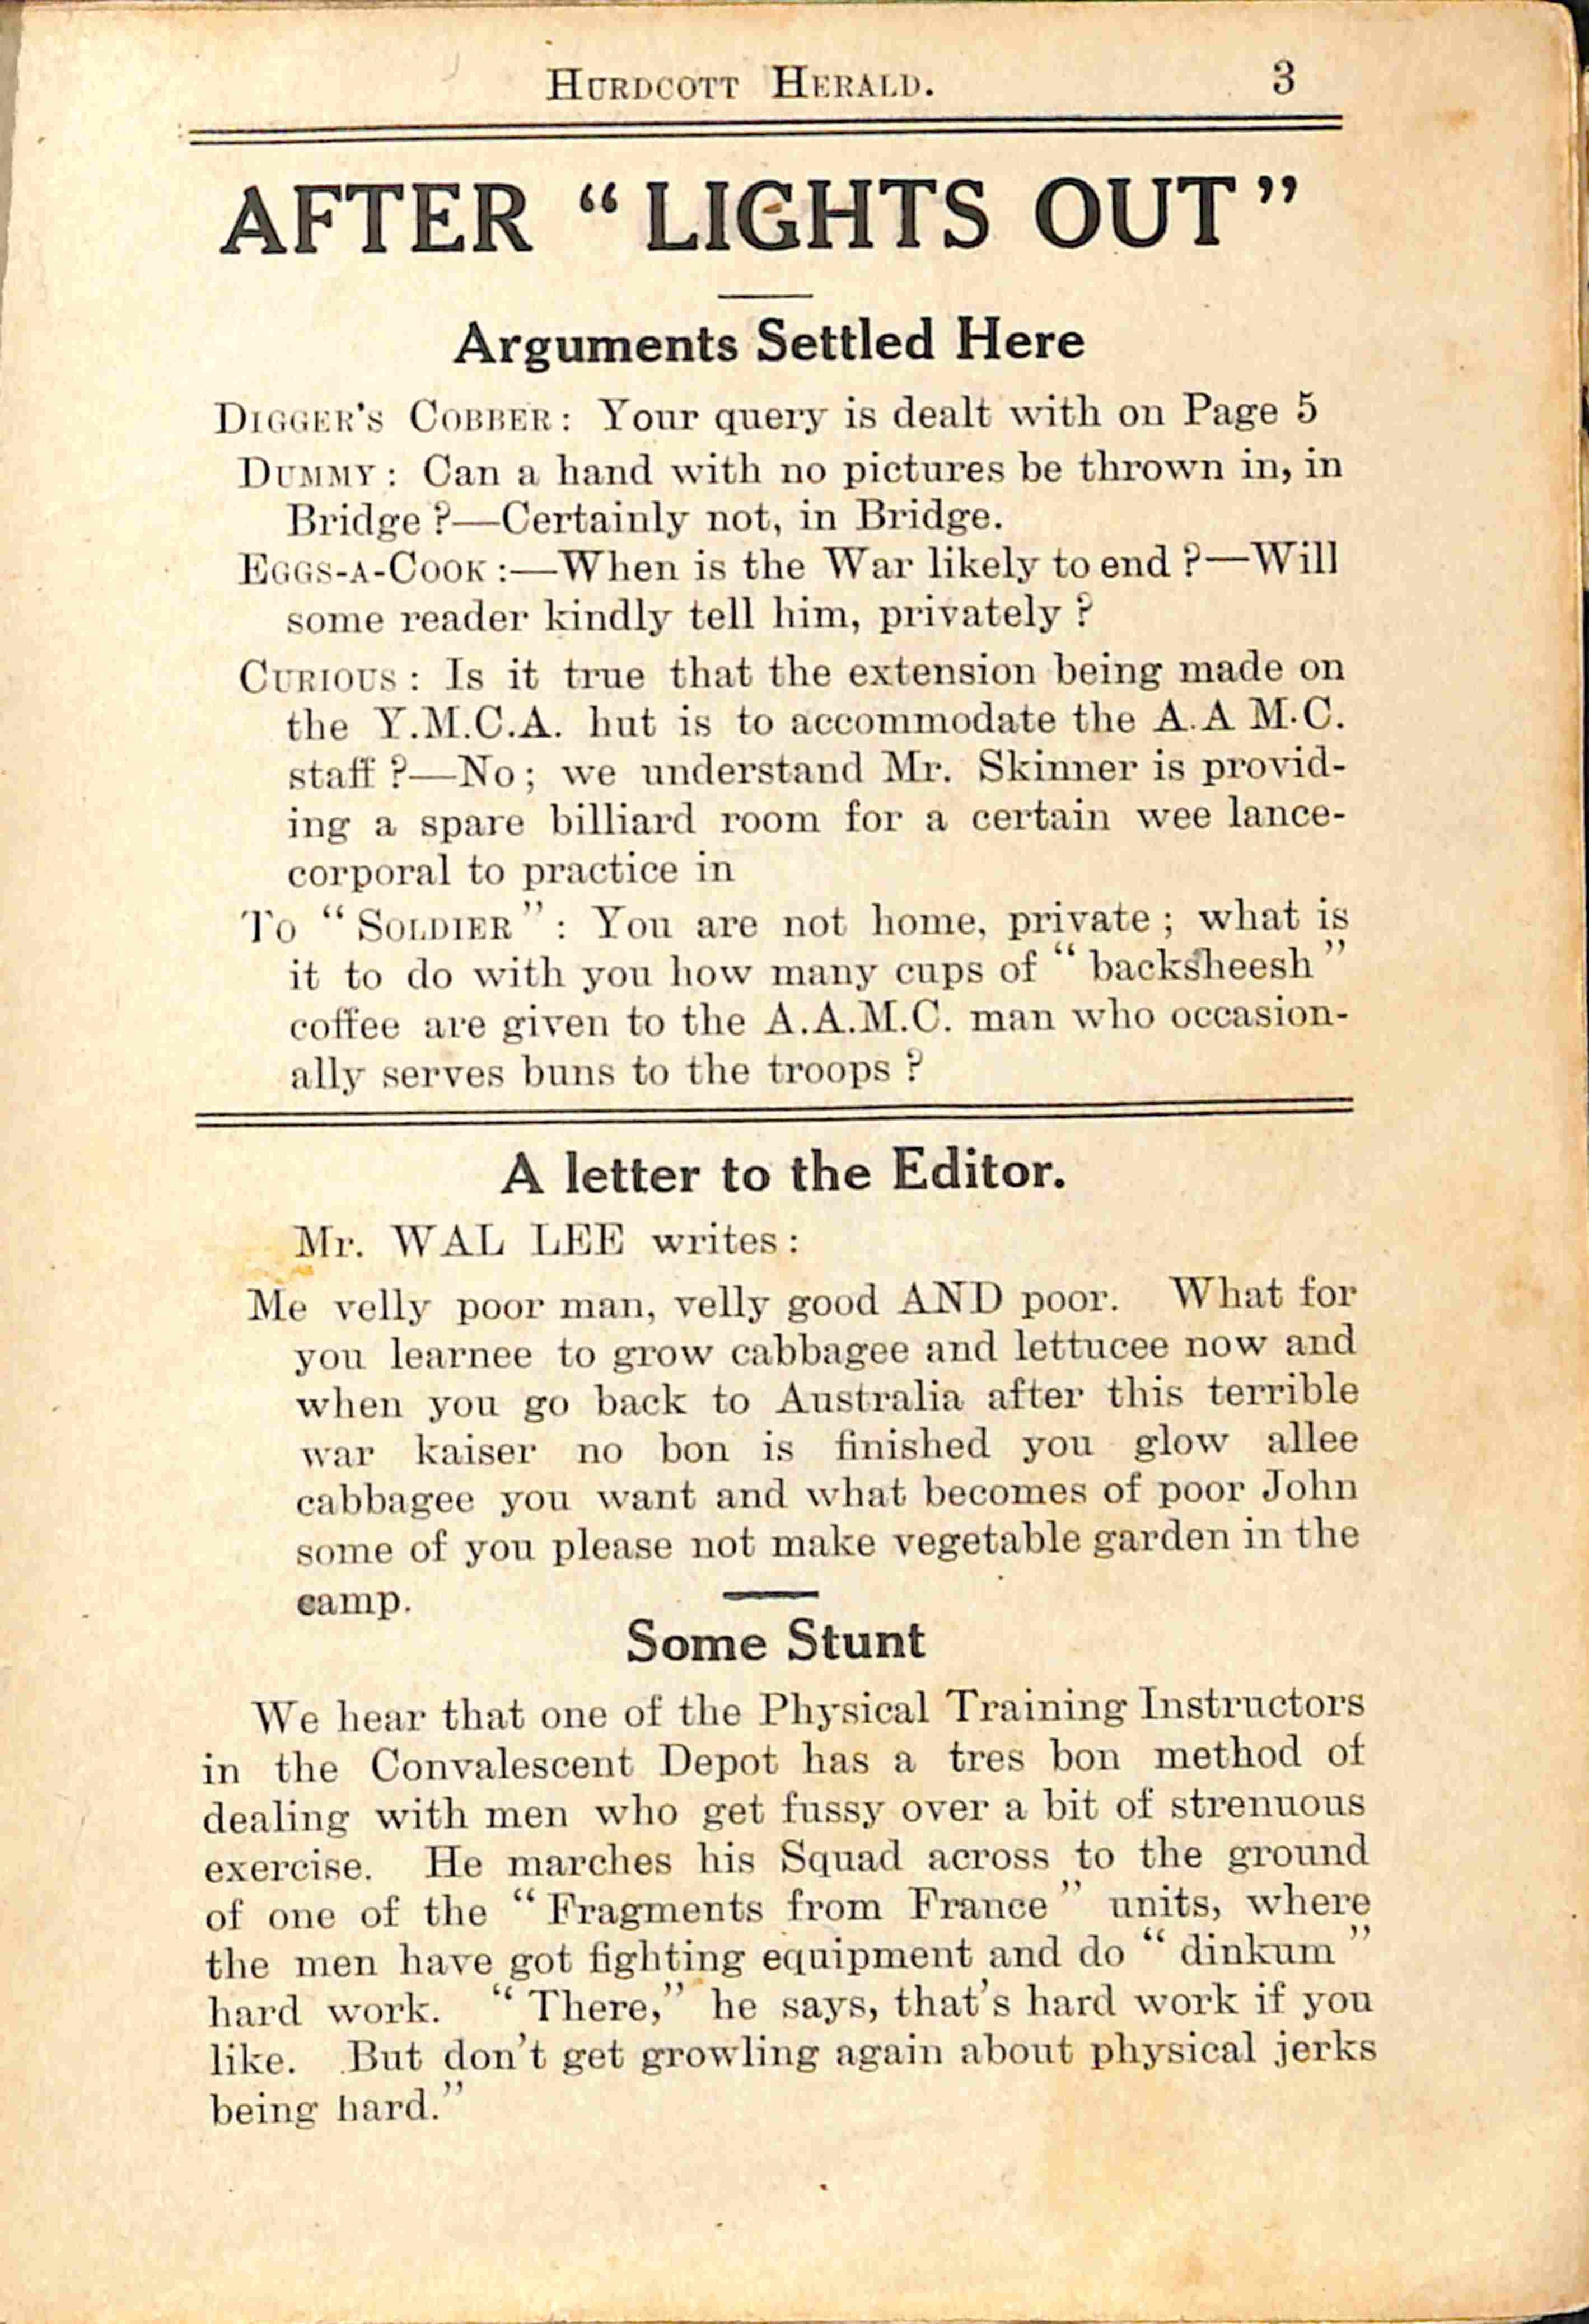 HURDCOTT HERALD. 3
AFTER “LIGHTS OUT”
Arguments Settled Here
DIGGER'S COBBER: Your query is dealt with on Page 5
DUMMY: Can a hand with no pictures be thrown in, in
Bridge?—Certainly not, in Bridge.
EGGS-A-COOK:—When is the War likely to end?—Will
some reader kindly tell him, privately?
CURIOUS: Is it true that the extension being made on
the Y.M.C.A. hut is to accommodate the A.A M.C.
staff?—No; we understand Mr. Skinner is provid-
ing a spare billiard room for a certain wee lance-
corporal to practice in
To “SOLDIER”: You are not home, private; what is
it to do with you how many cups of “backsheesh”
coffee are given to the A.A.M.C. man who occasion-
ally serves buns to the troops?
A letter to the Editor.
Mr. WAL LEE writes:
Me velly poor man, velly good AND poor. What for
you learnee to grow cabbagee and lettucee now and
when you go back to Australia after this terrible
war kaiser no bon is finished you glow allee
cabbagee you want and what becomes of poor John
some of you please not make vegetable garden in the
camp.
Some Stunt
We hear that one of the Physical Training Instructors
in the Convalescent Depot has a tres bon method of
dealing with men who get fussy over a bit of strenuous
exercise. He marches his Squad across to the ground
of one of the “Fragments from France” units, where
the men have got fighting equipment and do “dinkum”
hard work. “There,” he says, that's hard work if you
like. But don't get growling again about physical jerks
being hard.”